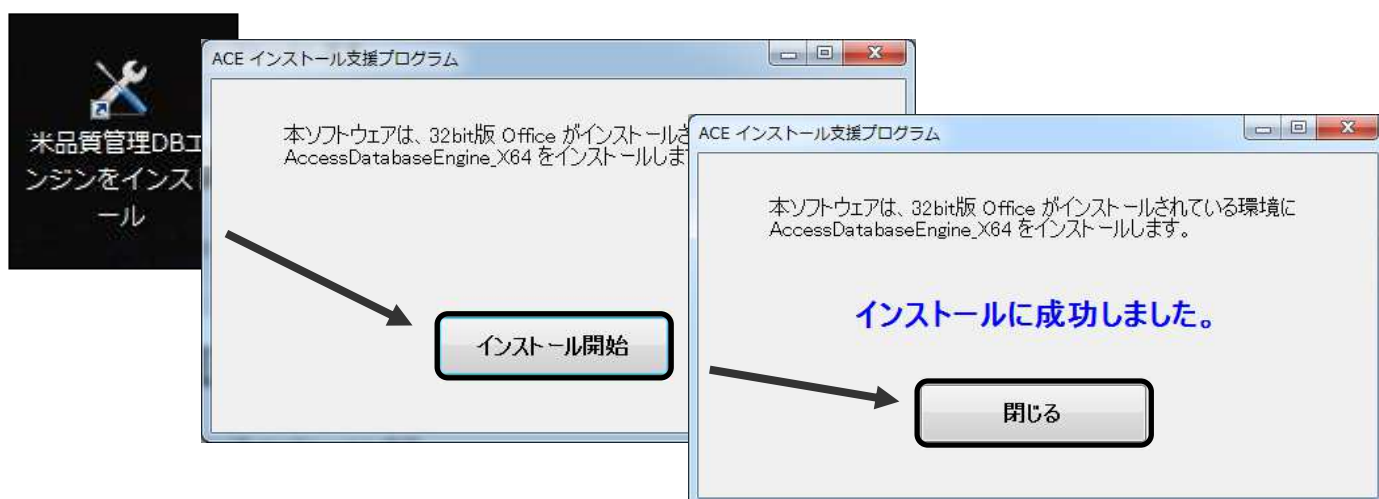 米品質管理DBエ
ンジンをインスト
ール
ACE インストール支援プログラム
本ソフトウェアは、32bit版 Office がインストールさ
AccessDatabaseEngine_X64 をインストールしま
インストール開始
ACE インストール支援プログラム
本ソフトウェアは、32bit版 Office がインストールされている環境に
AccessDatabaseEngine_X64 をインストールします。
インストールに成功しました。
閉じる